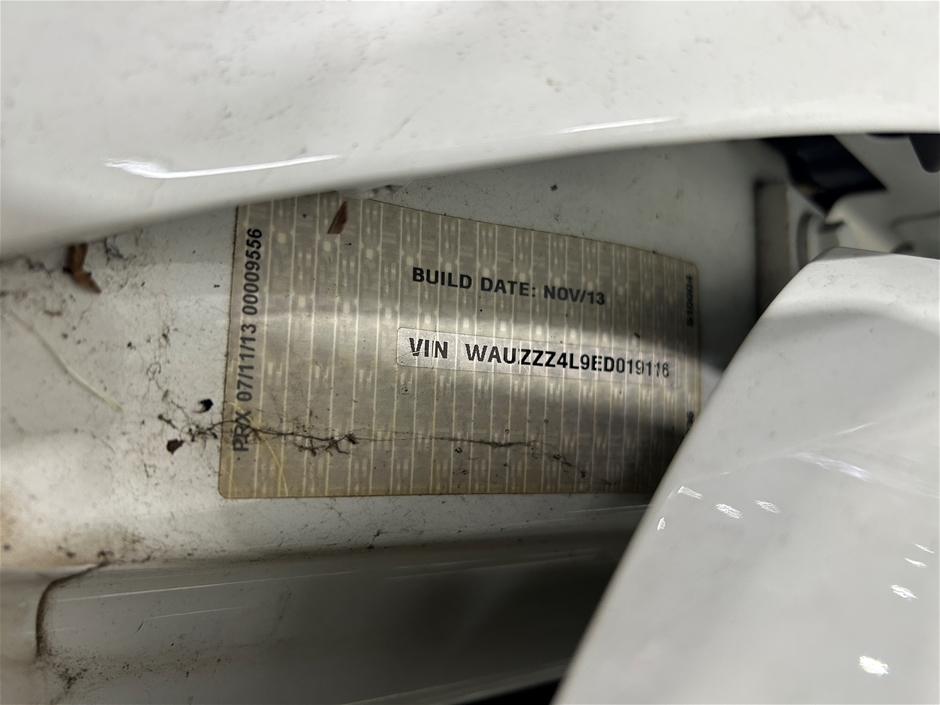 BUILD DATE: NOV/13
VIN WAUZZZ4L9ED019116
PRX 07/11/13 00009556